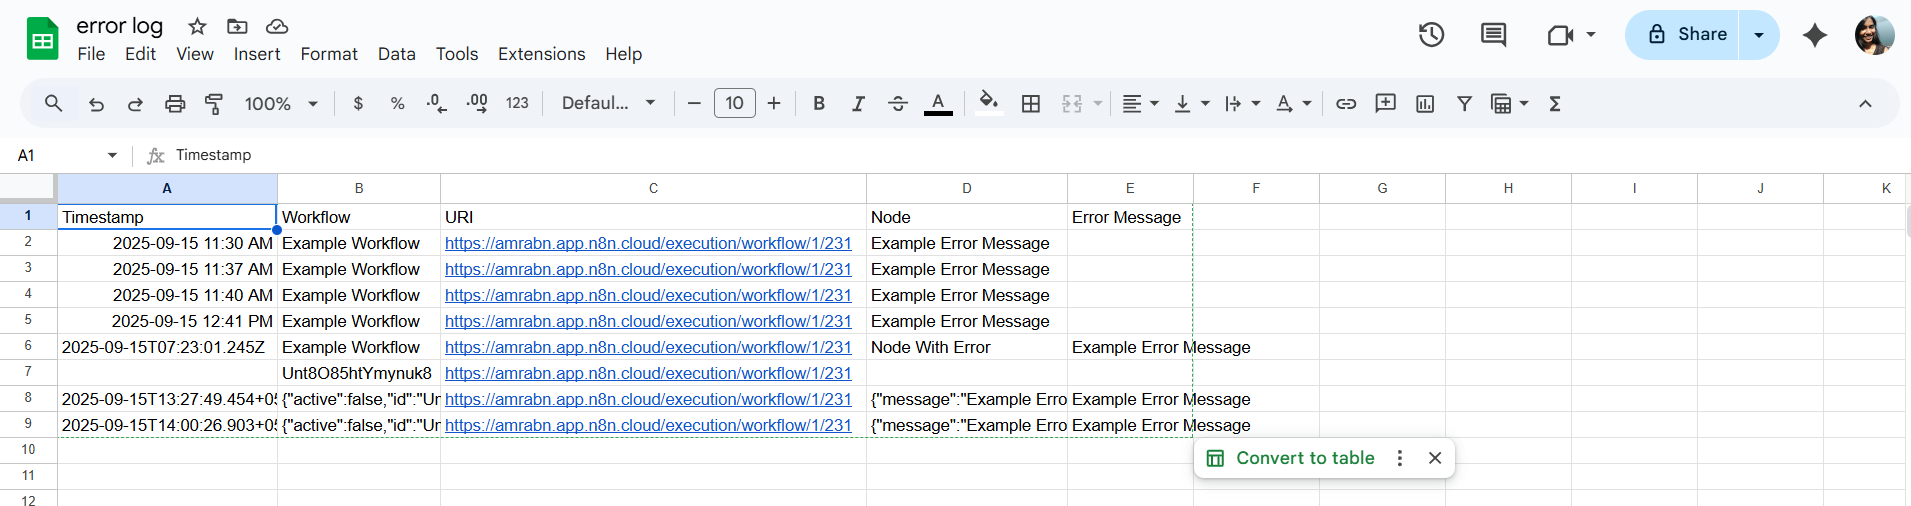 error log
File Edit View Insert Format Data Tools Extensions Help
Share
100% $ % .0 .00 123 Defaul... 10 B I A Σ
A1 fx Timestamp
A B C D E F G H I J K
1 Timestamp Workflow URI Node Error Message
2 2025-09-15 11:30 AM Example Workflow https://amrabn.app.n8n.cloud/execution/workflow/1/231 Example Error Message
3 2025-09-15 11:37 AM Example Workflow https://amrabn.app.n8n.cloud/execution/workflow/1/231 Example Error Message
4 2025-09-15 11:40 AM Example Workflow https://amrabn.app.n8n.cloud/execution/workflow/1/231 Example Error Message
5 2025-09-15 12:41 PM Example Workflow https://amrabn.app.n8n.cloud/execution/workflow/1/231 Example Error Message
6 2025-09-15T07:23:01.245Z Example Workflow https://amrabn.app.n8n.cloud/execution/workflow/1/231 Node With Error Example Error Message
7 Unt8O85htYmynuk8 https://amrabn.app.n8n.cloud/execution/workflow/1/231
8 2025-09-15T13:27:49.454+05 {"active":false,"id":"Un https://amrabn.app.n8n.cloud/execution/workflow/1/231 {"message":"Example Erro Example Error Message
9 2025-09-15T14:00:26.903+05 {"active":false,"id":"Un https://amrabn.app.n8n.cloud/execution/workflow/1/231 {"message":"Example Erro Example Error Message
10
Convert to table
11
12